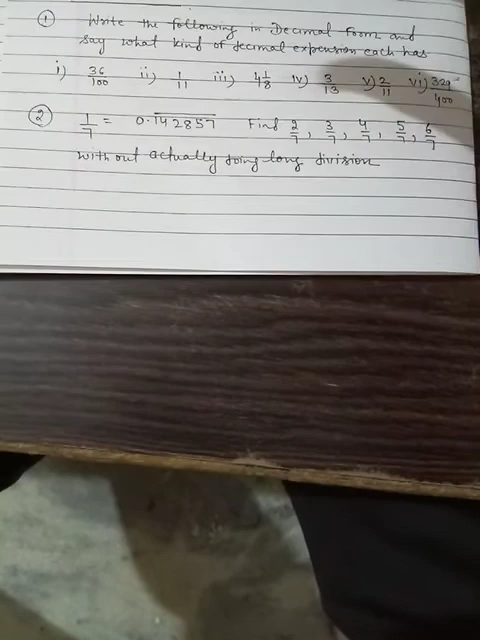 ① Write the following in Decimal Form and
say what kind of decimal expension each has
i) 36/100 ii) 1/11 iii) 4 1/8 iv) 3/13 v) 2/11 vi) 329/400
② 1/7 = 0.142857 Find 2/7, 3/7, 4/7, 5/7, 6/7
without actually doing long division